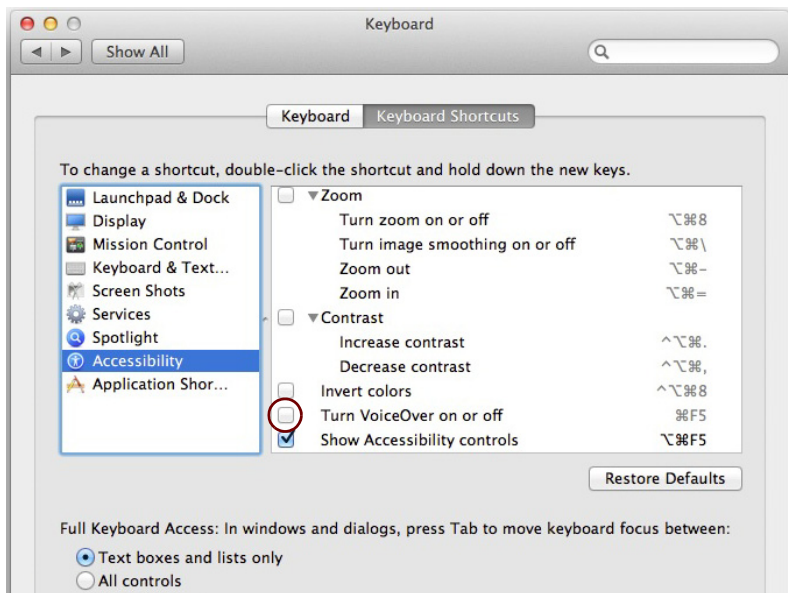 Keyboard
Show All
Keyboard Keyboard Shortcuts
To change a shortcut, double-click the shortcut and hold down the new keys.
Launchpad & Dock
Display
Mission Control
Keyboard & Text...
Screen Shots
Services
Spotlight
Accessibility
Application Shor...
▼Zoom
Turn zoom on or off ⌥⌘8
Turn image smoothing on or off ⌥⌘\
Zoom out ⌥⌘-
Zoom in ⌥⌘=
▼Contrast
Increase contrast ^⌥⌘.
Decrease contrast ^⌥⌘,
Invert colors ^⌥⌘8
Turn VoiceOver on or off ⌘F5
Show Accessibility controls ⌥⌘F5
Restore Defaults
Full Keyboard Access: In windows and dialogs, press Tab to move keyboard focus between:
Text boxes and lists only
All controls